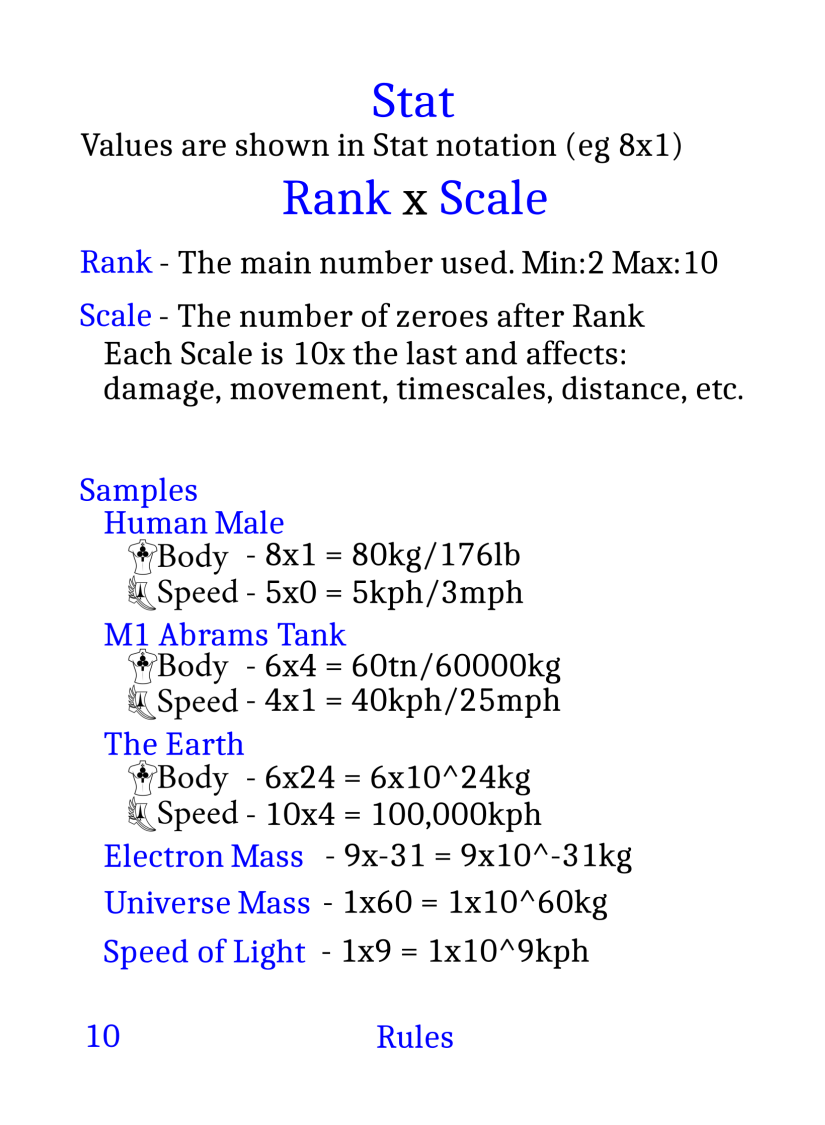 Stat
Values are shown in Stat notation (eg 8x1)
Rank x Scale
Rank - The main number used. Min:2 Max:10
Scale - The number of zeroes after Rank
Each Scale is 10x the last and affects:
damage, movement, timescales, distance, etc.
Samples
Human Male
Body - 8x1 = 80kg/176lb
Speed - 5x0 = 5kph/3mph
M1 Abrams Tank
Body - 6x4 = 60tn/60000kg
Speed - 4x1 = 40kph/25mph
The Earth
Body - 6x24 = 6x10^24kg
Speed - 10x4 = 100,000kph
Electron Mass - 9x-31 = 9x10^-31kg
Universe Mass - 1x60 = 1x10^60kg
Speed of Light - 1x9 = 1x10^9kph
10 Rules